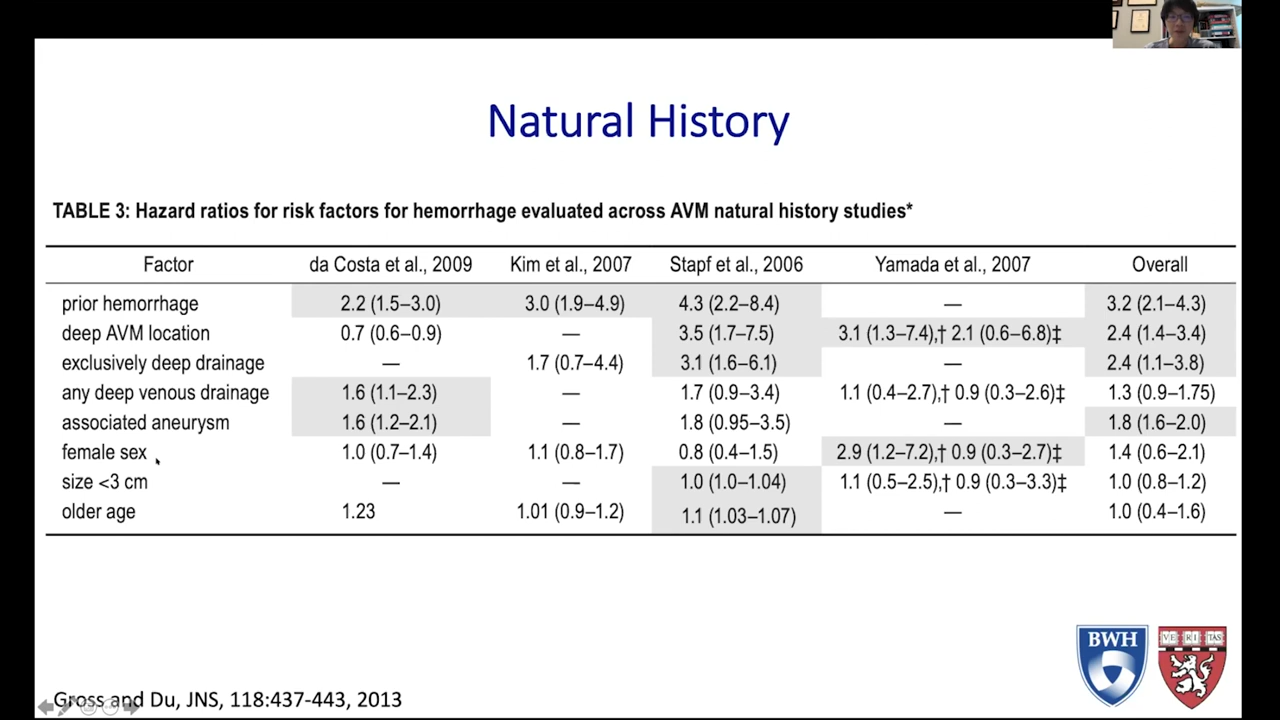 Natural History
TABLE 3: Hazard ratios for risk factors for hemorrhage evaluated across AVM natural history studies*
Factor da Costa et al., 2009 Kim et al., 2007 Stapf et al., 2006 Yamada et al., 2007 Overall
prior hemorrhage 2.2 (1.5–3.0) 3.0 (1.9–4.9) 4.3 (2.2–8.4) — 3.2 (2.1–4.3)
deep AVM location 0.7 (0.6–0.9) — 3.5 (1.7–7.5) 3.1 (1.3–7.4),† 2.1 (0.6–6.8)‡ 2.4 (1.4–3.4)
exclusively deep drainage — 1.7 (0.7–4.4) 3.1 (1.6–6.1) — 2.4 (1.1–3.8)
any deep venous drainage 1.6 (1.1–2.3) — 1.7 (0.9–3.4) 1.1 (0.4–2.7),† 0.9 (0.3–2.6)‡ 1.3 (0.9–1.75)
associated aneurysm 1.6 (1.2–2.1) — 1.8 (0.95–3.5) — 1.8 (1.6–2.0)
female sex 1.0 (0.7–1.4) 1.1 (0.8–1.7) 0.8 (0.4–1.5) 2.9 (1.2–7.2),† 0.9 (0.3–2.7)‡ 1.4 (0.6–2.1)
size <3 cm — — 1.0 (1.0–1.04) 1.1 (0.5–2.5),† 0.9 (0.3–3.3)‡ 1.0 (0.8–1.2)
older age 1.23 1.01 (0.9–1.2) 1.1 (1.03–1.07) — 1.0 (0.4–1.6)
BWH
VE RI TAS
Gross and Du, JNS, 118:437-443, 2013